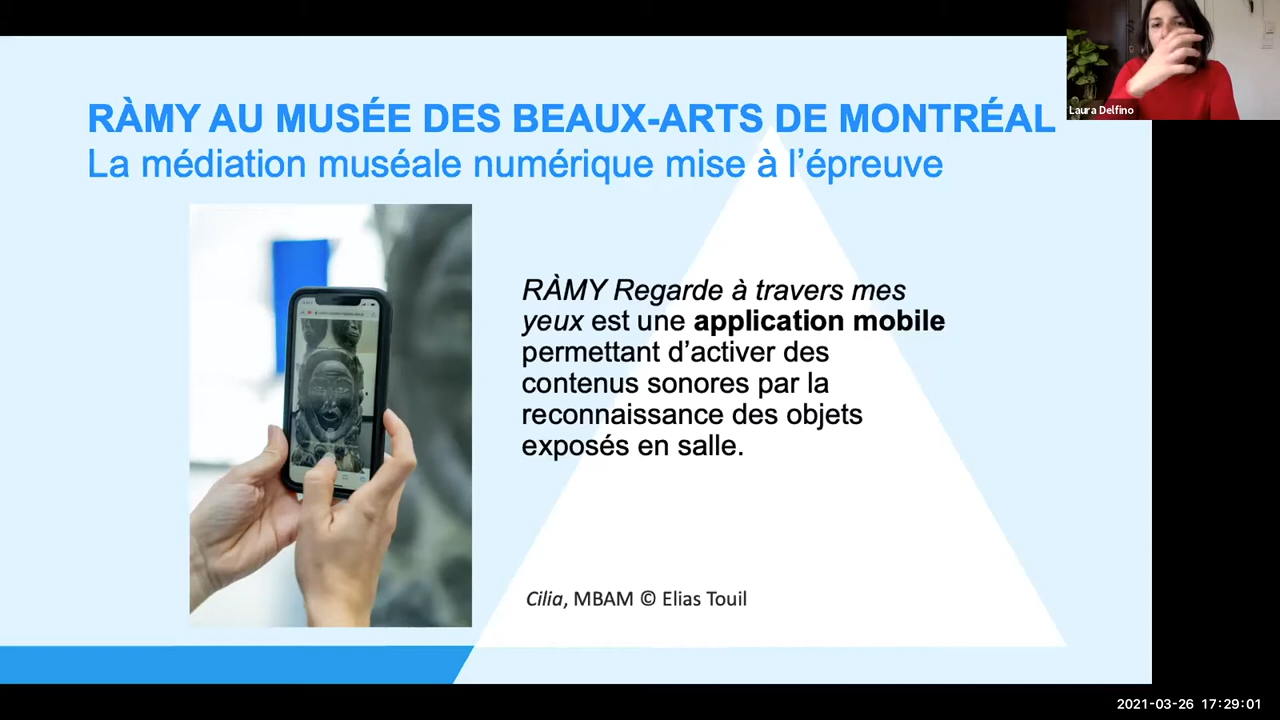 RÀMY AU MUSÉE DES BEAUX-ARTS DE MONTRÉAL
La médiation muséale numérique mise à l'épreuve
RÀMY Regarde à travers mes
yeux est une application mobile
permettant d'activer des
contenus sonores par la
reconnaissance des objets
exposés en salle.
Cilia, MBAM © Elias Touil
Laura Delfino
2021-03-26 17:29:01